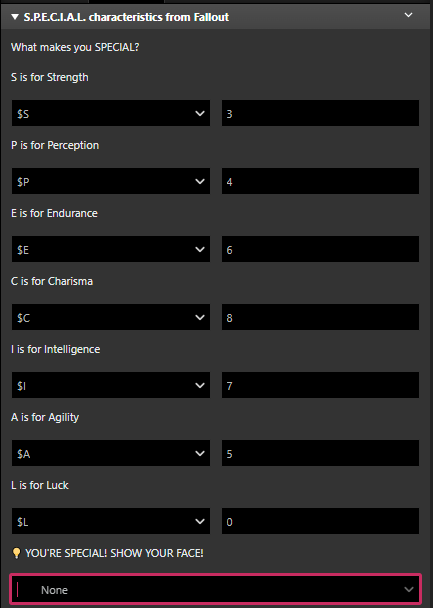 ▼ S.P.E.C.I.A.L. characteristics from Fallout
What makes you SPECIAL?
S is for Strength
$S 3
P is for Perception
$P 4
E is for Endurance
$E 6
C is for Charisma
$C 8
I is for Intelligence
$I 7
A is for Agility
$A 5
L is for Luck
$L 0
💡 YOU'RE SPECIAL! SHOW YOUR FACE!
None